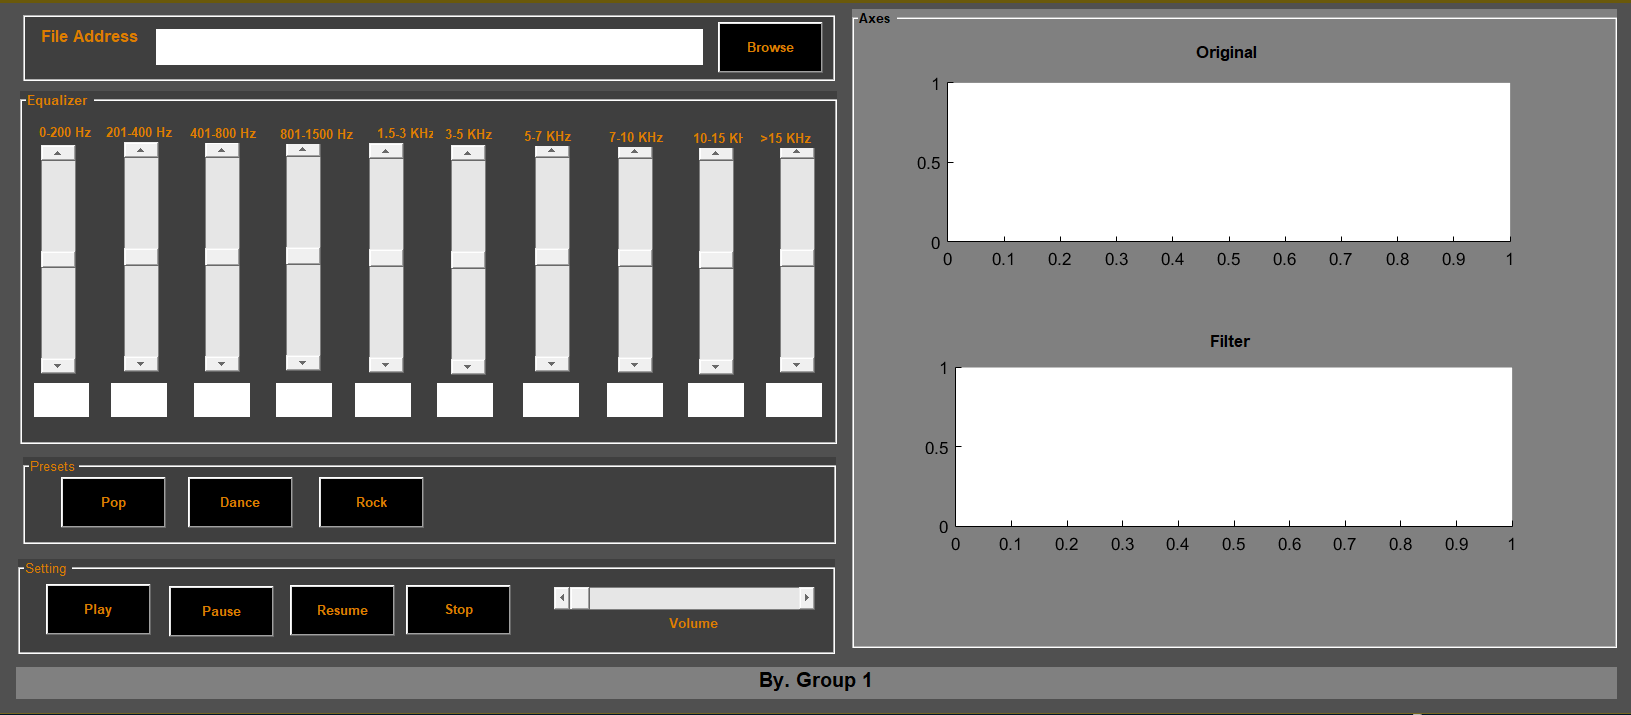 File Address
Browse
Equalizer
0-200 Hz 201-400 Hz 401-800 Hz 801-1500 Hz 1.5-3 KHz 3-5 KHz 5-7 KHz 7-10 KHz 10-15 KH >15 KHz
Presets
Pop Dance Rock
Setting
Play Pause Resume Stop
Volume
Axes
Original
1
0.5
0
0 0.1 0.2 0.3 0.4 0.5 0.6 0.7 0.8 0.9 1
Filter
1
0.5
0
0 0.1 0.2 0.3 0.4 0.5 0.6 0.7 0.8 0.9 1
By. Group 1